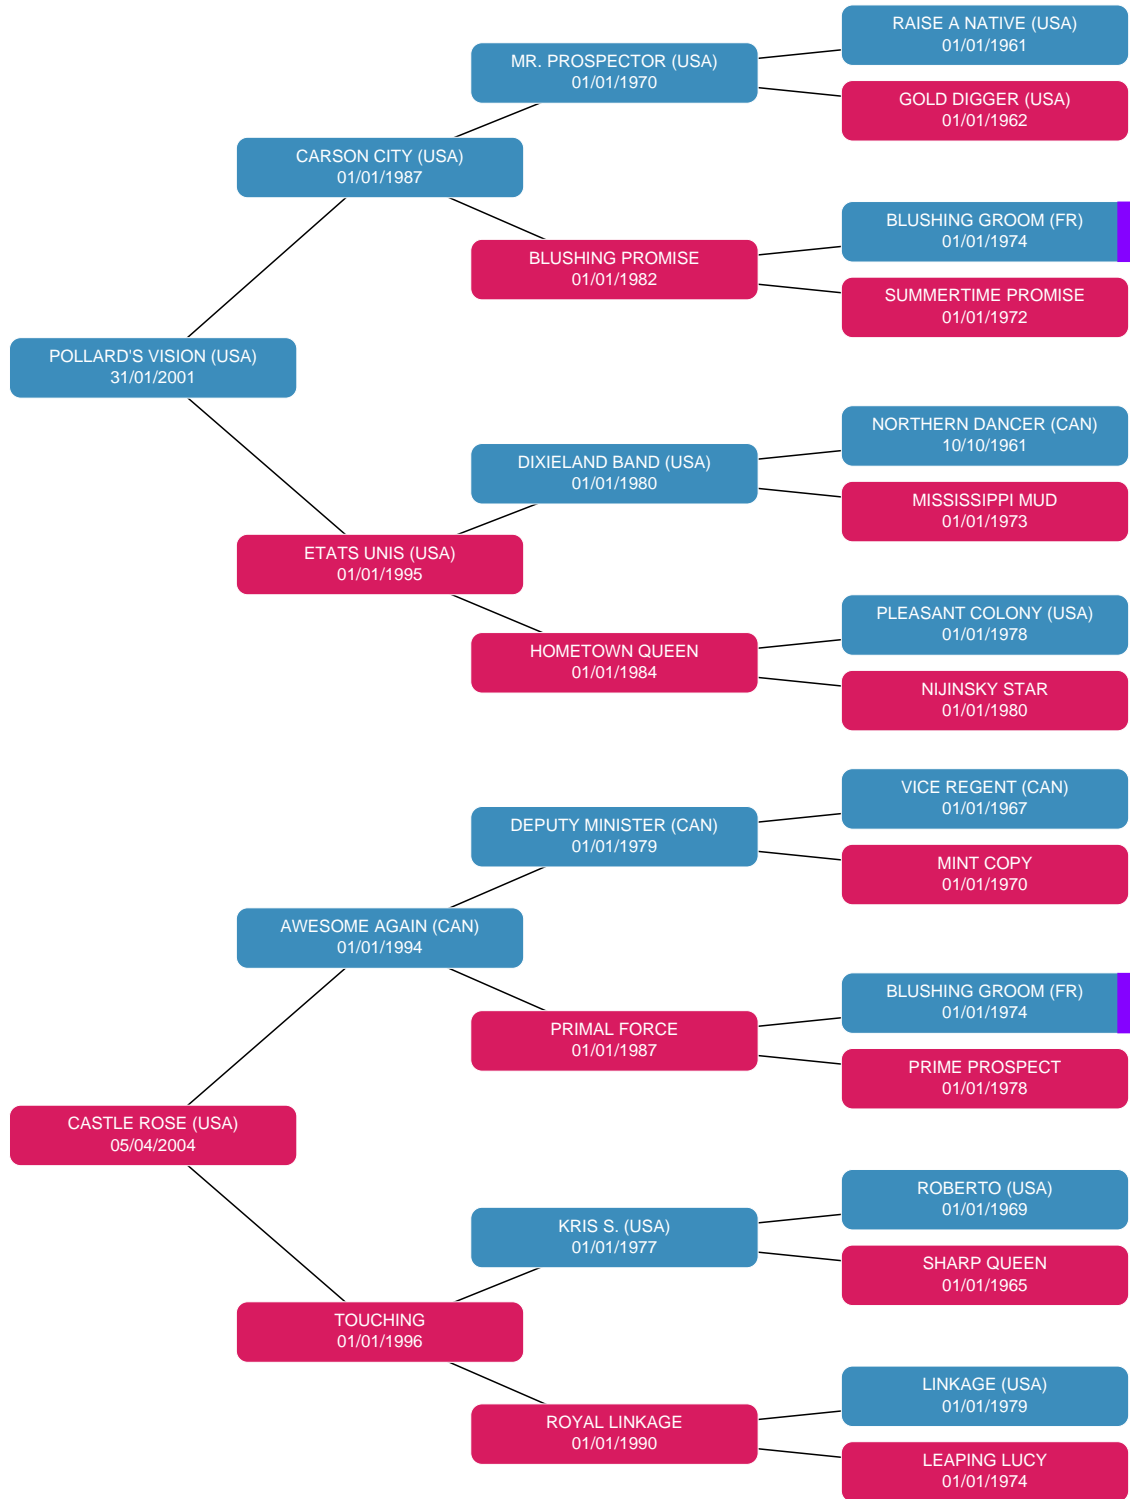 RAISE A NATIVE (USA)
01/01/1961
MR. PROSPECTOR (USA)
01/01/1970
GOLD DIGGER (USA)
01/01/1962
CARSON CITY (USA)
01/01/1987
BLUSHING GROOM (FR)
01/01/1974
BLUSHING PROMISE
01/01/1982
SUMMERTIME PROMISE
01/01/1972
POLLARD'S VISION (USA)
31/01/2001
NORTHERN DANCER (CAN)
10/10/1961
DIXIELAND BAND (USA)
01/01/1980
MISSISSIPPI MUD
01/01/1973
ETATS UNIS (USA)
01/01/1995
PLEASANT COLONY (USA)
01/01/1978
HOMETOWN QUEEN
01/01/1984
NIJINSKY STAR
01/01/1980
VICE REGENT (CAN)
01/01/1967
DEPUTY MINISTER (CAN)
01/01/1979
MINT COPY
01/01/1970
AWESOME AGAIN (CAN)
01/01/1994
BLUSHING GROOM (FR)
01/01/1974
PRIMAL FORCE
01/01/1987
PRIME PROSPECT
01/01/1978
CASTLE ROSE (USA)
05/04/2004
ROBERTO (USA)
01/01/1969
KRIS S. (USA)
01/01/1977
SHARP QUEEN
01/01/1965
TOUCHING
01/01/1996
LINKAGE (USA)
01/01/1979
ROYAL LINKAGE
01/01/1990
LEAPING LUCY
01/01/1974